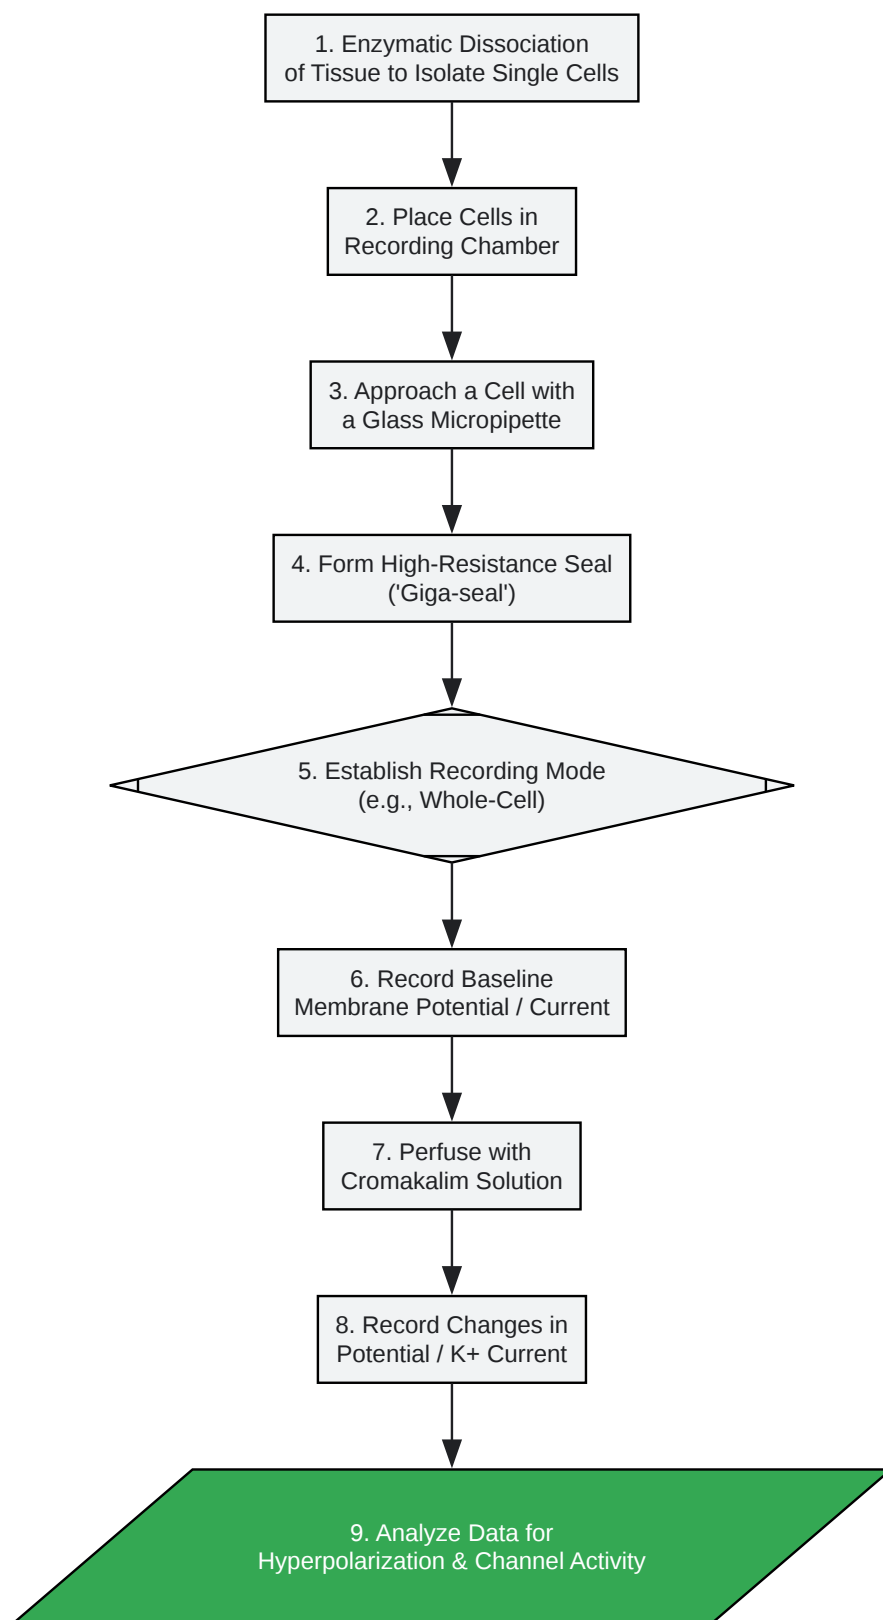 1. Enzymatic Dissociation
of Tissue to Isolate Single Cells
2. Place Cells in
Recording Chamber
3. Approach a Cell with
a Glass Micropipette
4. Form High-Resistance Seal
('Giga-seal')
5. Establish Recording Mode
(e.g., Whole-Cell)
6. Record Baseline
Membrane Potential / Current
7. Perfuse with
Cromakalim Solution
8. Record Changes in
Potential / K+ Current
9. Analyze Data for
Hyperpolarization & Channel Activity